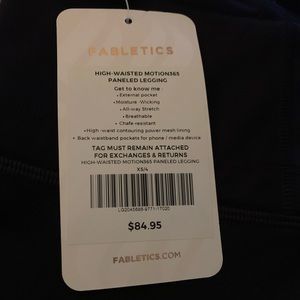 FABLETICS
HIGH-WAISTED MOTION365
PANELED LEGGING
Get to know me
• External pocket
• Moisture -Wicking
• All-way Stretch
• Breathable
• Chafe-resistant
• High -waist contouring power mesh lining
• Back waistband pockets for phone / media device
TAG MUST REMAIN ATTACHED
FOR EXCHANGES & RETURNS
HIGH-WAISTED MOTION365 PANELED LEGGING
XS/4
$84.95
FABLETICS.COM